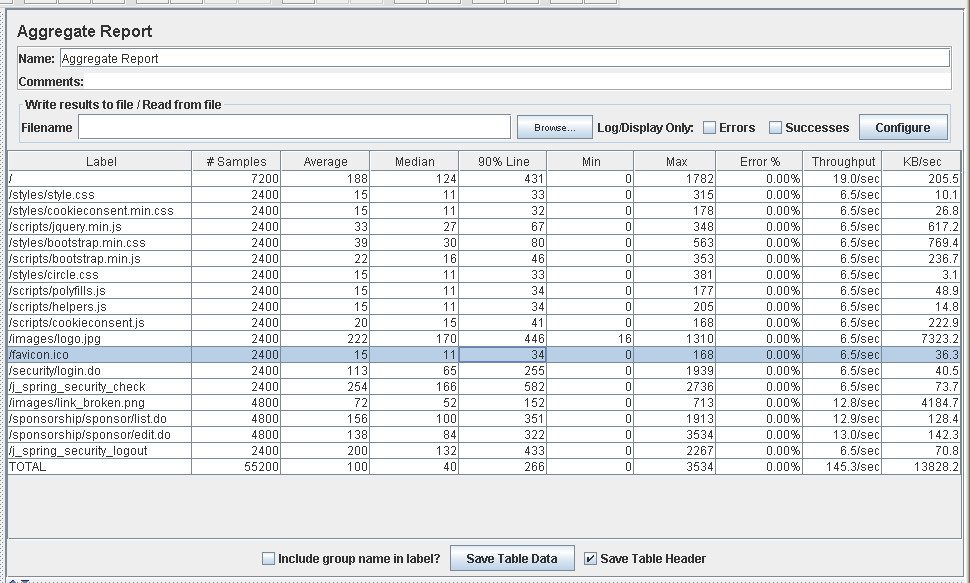 Aggregate Report
Name: Aggregate Report
Comments:
Write results to file / Read from file
Filename Browse... Log/Display Only: Errors Successes Configure
Label # Samples Average Median 90% Line Min Max Error % Throughput KB/sec
/ 7200 188 124 431 0 1782 0.00% 19.0/sec 205.5
/styles/style.css 2400 15 11 33 0 315 0.00% 6.5/sec 10.1
/styles/cookieconsent.min.css 2400 15 11 32 0 178 0.00% 6.5/sec 26.8
/scripts/jquery.min.js 2400 33 27 67 0 348 0.00% 6.5/sec 617.2
/styles/bootstrap.min.css 2400 39 30 80 0 563 0.00% 6.5/sec 769.4
/scripts/bootstrap.min.js 2400 22 16 46 0 353 0.00% 6.5/sec 236.7
/styles/circle.css 2400 15 11 33 0 381 0.00% 6.5/sec 3.1
/scripts/polyfills.js 2400 15 11 34 0 177 0.00% 6.5/sec 48.9
/scripts/helpers.js 2400 15 11 34 0 205 0.00% 6.5/sec 14.8
/scripts/cookieconsent.js 2400 20 15 41 0 168 0.00% 6.5/sec 222.9
/images/logo.jpg 2400 222 170 446 16 1310 0.00% 6.5/sec 7323.2
/favicon.ico 2400 15 11 34 0 168 0.00% 6.5/sec 36.3
/security/login.do 2400 113 65 255 0 1939 0.00% 6.5/sec 40.5
/j_spring_security_check 2400 254 166 582 0 2736 0.00% 6.5/sec 73.7
/images/link_broken.png 4800 72 52 152 0 713 0.00% 12.8/sec 4184.7
/sponsorship/sponsor/list.do 4800 156 100 351 0 1913 0.00% 12.9/sec 128.4
/sponsorship/sponsor/edit.do 4800 138 84 322 0 3534 0.00% 13.0/sec 142.3
/j_spring_security_logout 2400 200 132 433 0 2267 0.00% 6.5/sec 70.8
TOTAL 55200 100 40 266 0 3534 0.00% 145.3/sec 13828.2
Include group name in label? Save Table Data Save Table Header